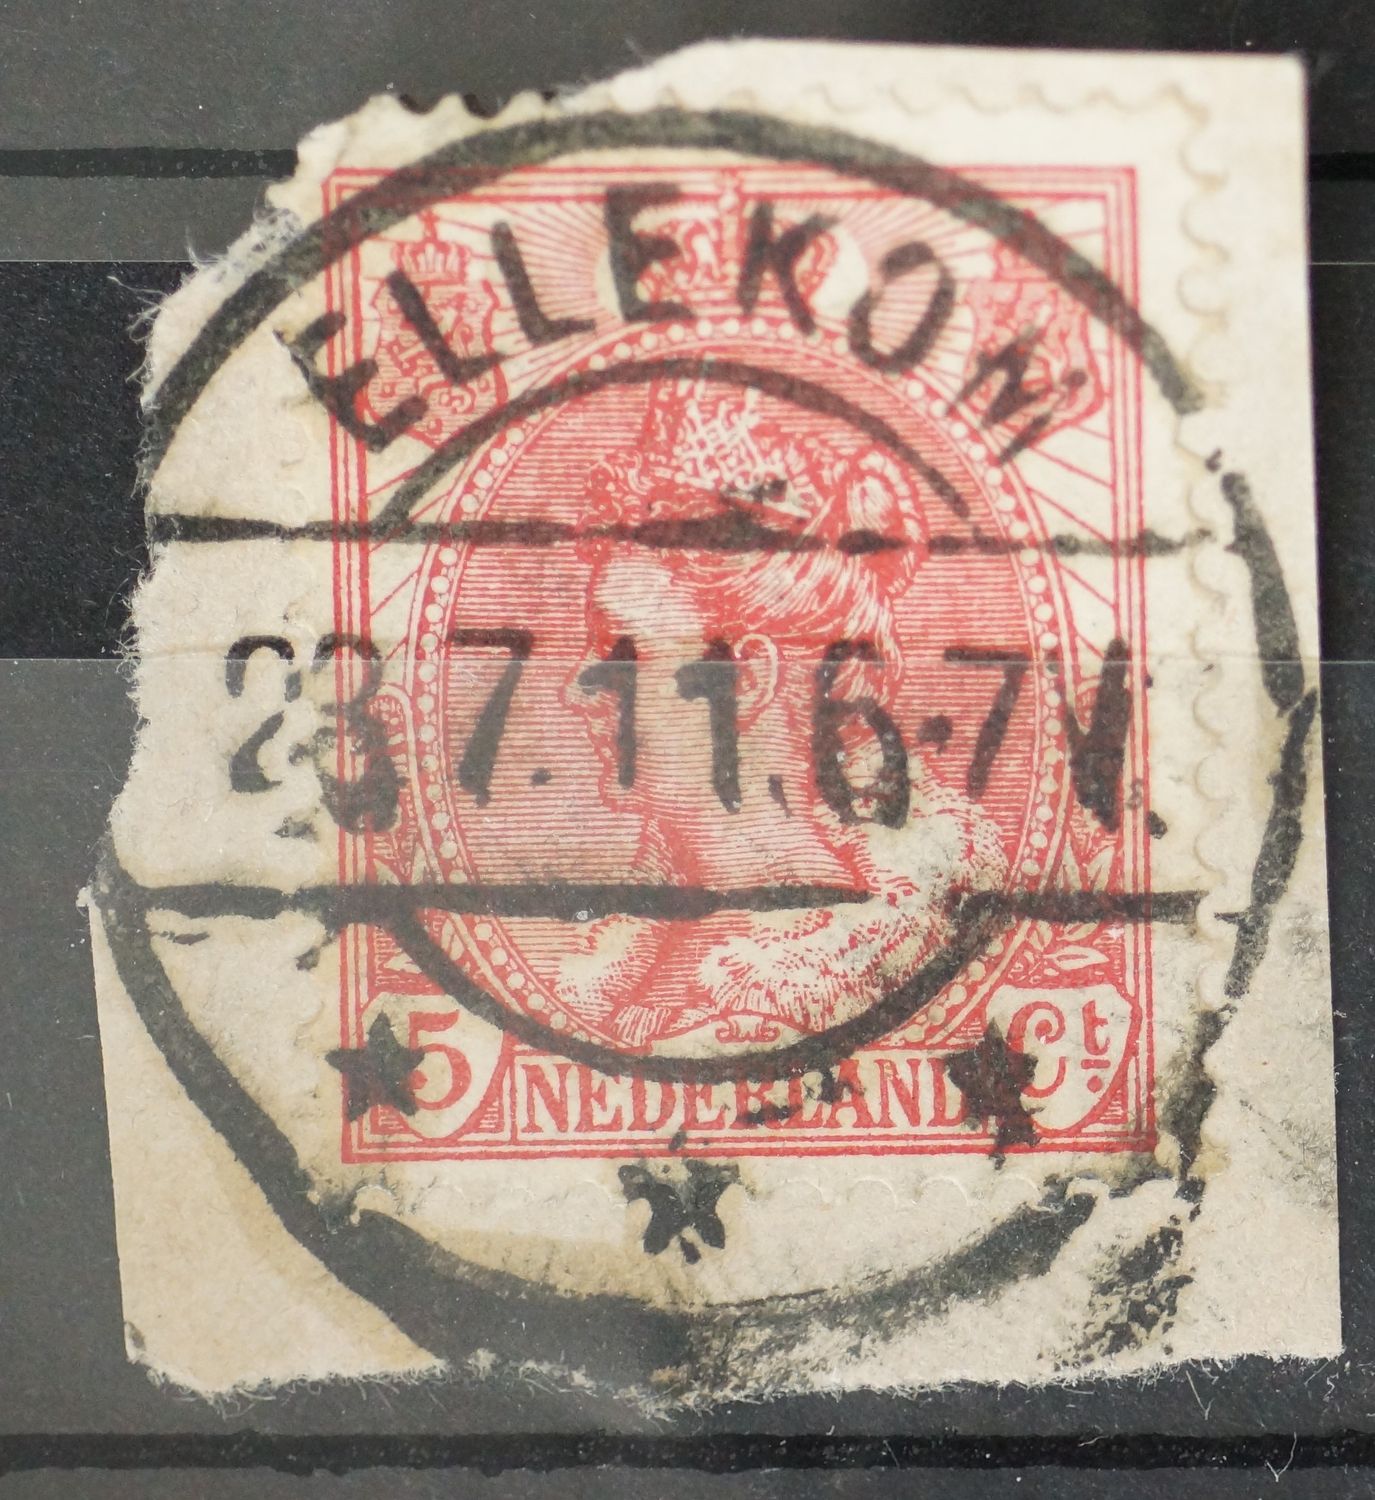 ELLEKOM
23 7.11.6-7V.
5 NEDERLAND Ct.